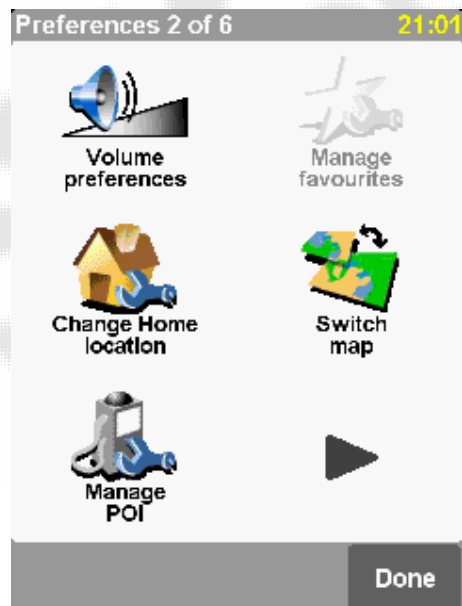 Preferences 2 of 6 21:01
Volume
preferences
Manage
favourites
Change Home
location
Switch
map
Manage
POI
Done